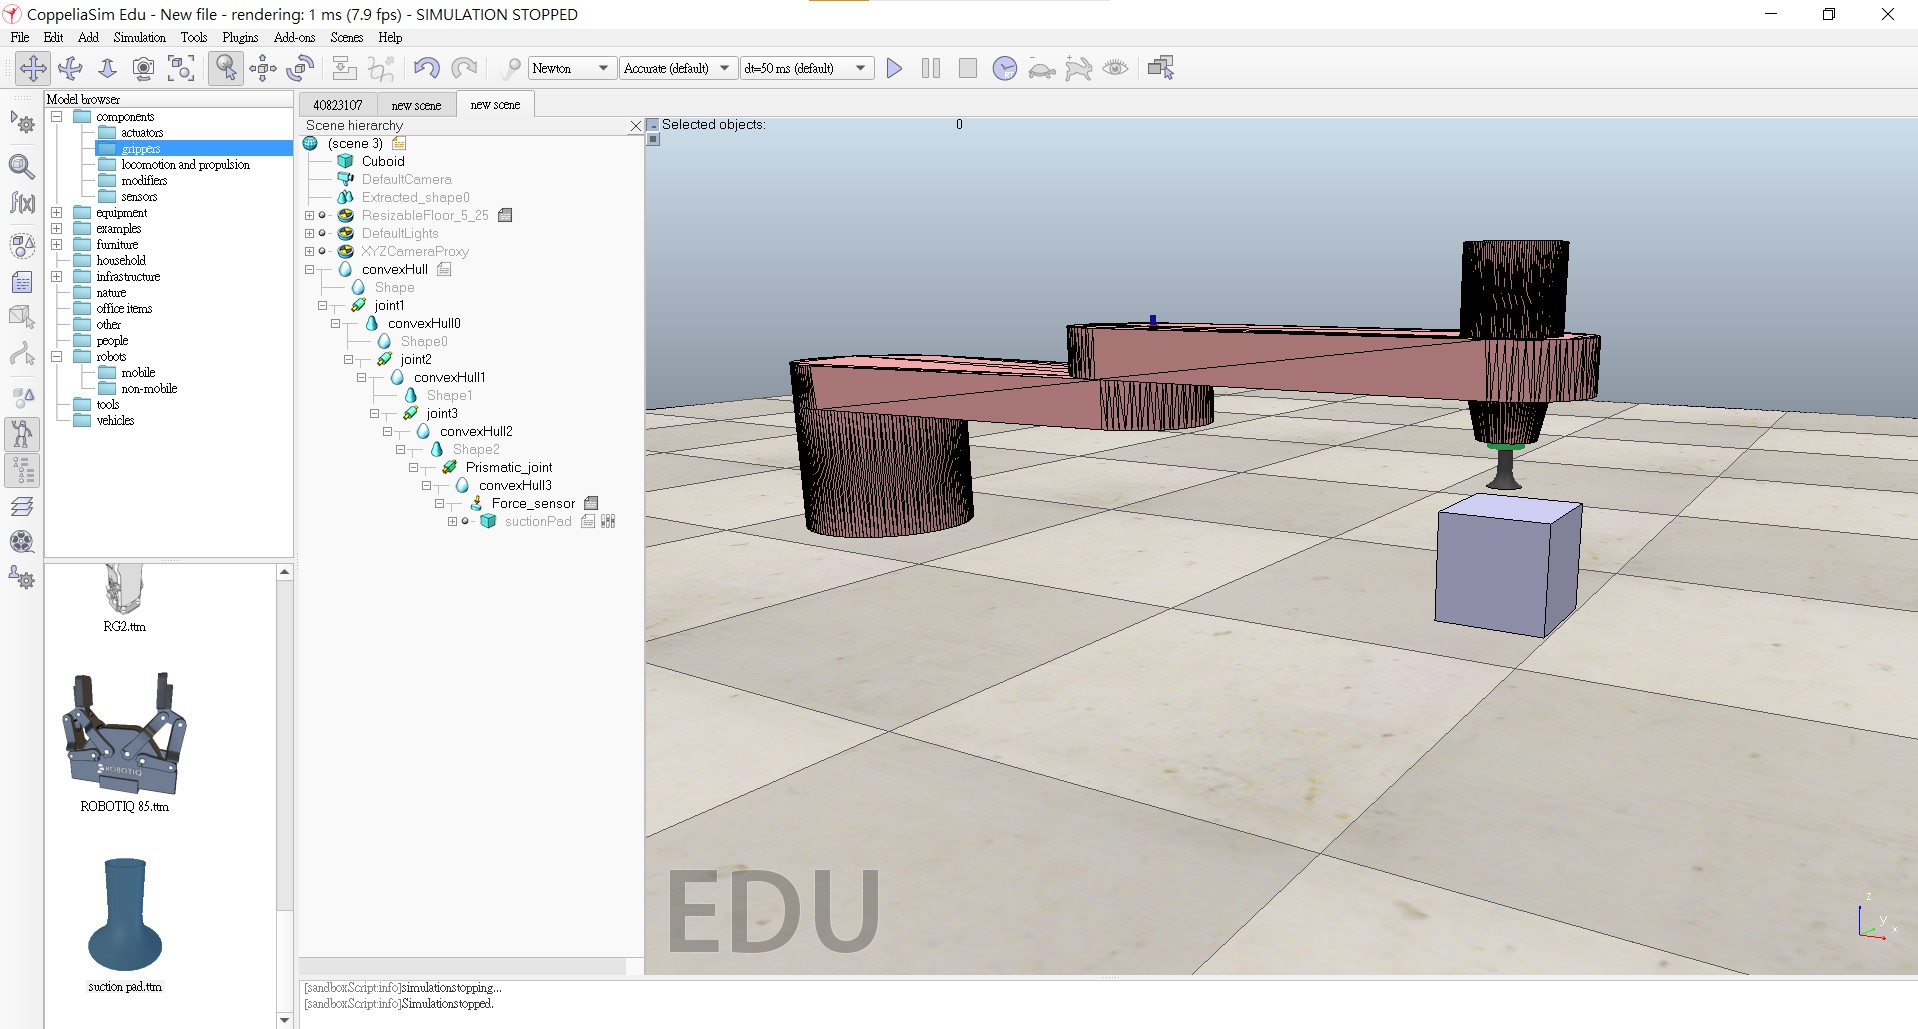 CoppeliaSim Edu - New file - rendering: 1 ms (7.9 fps) - SIMULATION STOPPED
File Edit Add Simulation Tools Plugins Add-ons Scenes Help
Newton Accurate (default) dt=50 ms (default)
Model browser
components
actuators
grippers
locomotion and propulsion
modifiers
sensors
equipment
examples
furniture
household
infrastructure
nature
office items
other
people
robots
mobile
non-mobile
tools
vehicles
RG2.ttm
ROBOTIQ
ROBOTIQ 85.ttm
suction pad.ttm
40823107 new scene new scene
Scene hierarchy
(scene 3)
Cuboid
DefaultCamera
Extracted_shape0
ResizableFloor_5_25
DefaultLights
XYZCameraProxy
convexHull
Shape
joint1
convexHull0
Shape0
joint2
convexHull1
Shape1
joint3
convexHull2
Shape2
Prismatic_joint
convexHull3
Force_sensor
suctionPad
Selected objects: 0
EDU
z
y
x
[sandboxScript:info]simulationstopping...
[sandboxScript:info]Simulationstopped.